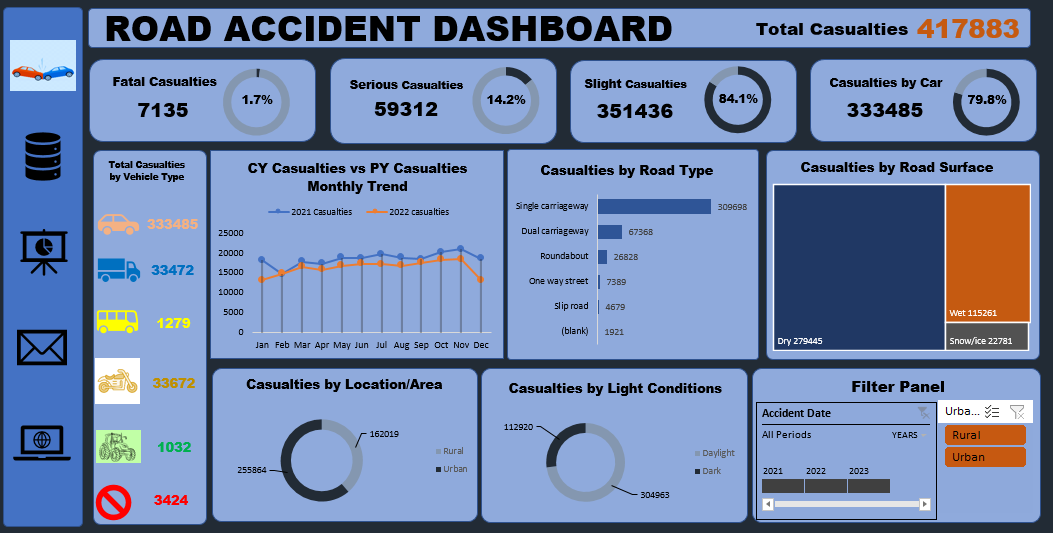 ROAD ACCIDENT DASHBOARD
Total Casualties 417883
Fatal Casualties
7135
1.7%
Serious Casualties
59312
14.2%
Slight Casualties
351436
84.1%
Casualties by Car
333485
79.8%
Total Casualties
by Vehicle Type
333485
33472
1279
33672
1032
3424
CY Casualties vs PY Casualties
Monthly Trend
2021 Casualties
2022 casualties
25000
20000
15000
10000
5000
0
Jan Feb Mar Apr May Jun Jul Aug Sep Oct Nov Dec
Casualties by Road Type
Single carriageway 309698
Dual carriageway 67368
Roundabout 26828
One way street 7389
Slip road 4679
(blank) 1921
Casualties by Road Surface
Dry 279445
Wet 115261
Snow/ice 22781
Casualties by Location/Area
162019
255864
Rural
Urban
Casualties by Light Conditions
112920
304963
Daylight
Dark
Filter Panel
Accident Date
All Periods
YEARS
2021 2022 2023
Urba...
Rural
Urban